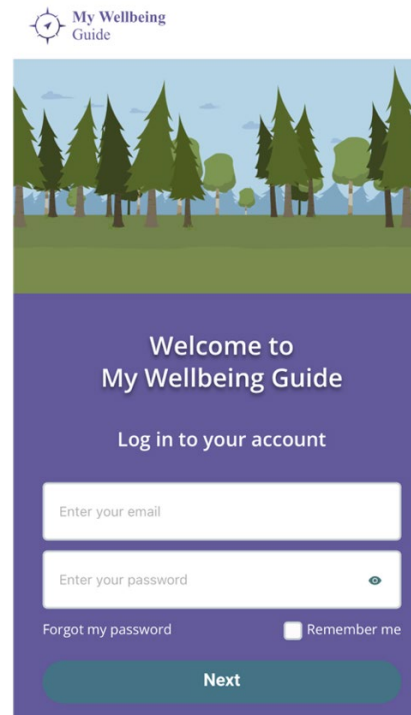 My Wellbeing
Guide
Welcome to
My Wellbeing Guide
Log in to your account
Enter your email
Enter your password
Forgot my password Remember me
Next